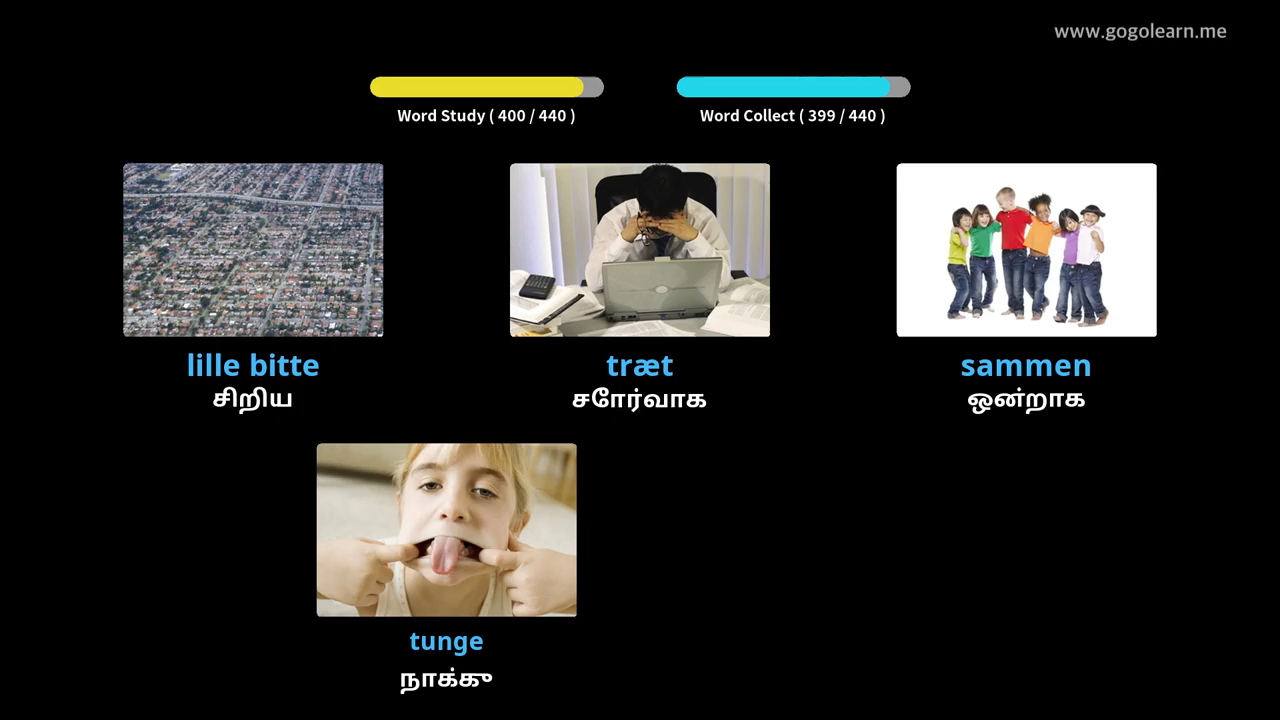 www.gogolearn.me
Word Study ( 400 / 440 )
Word Collect ( 399 / 440 )
lille bitte
சிறிய
træt
சோர்வாக
sammen
ஒன்றாக
tunge
நாக்கு